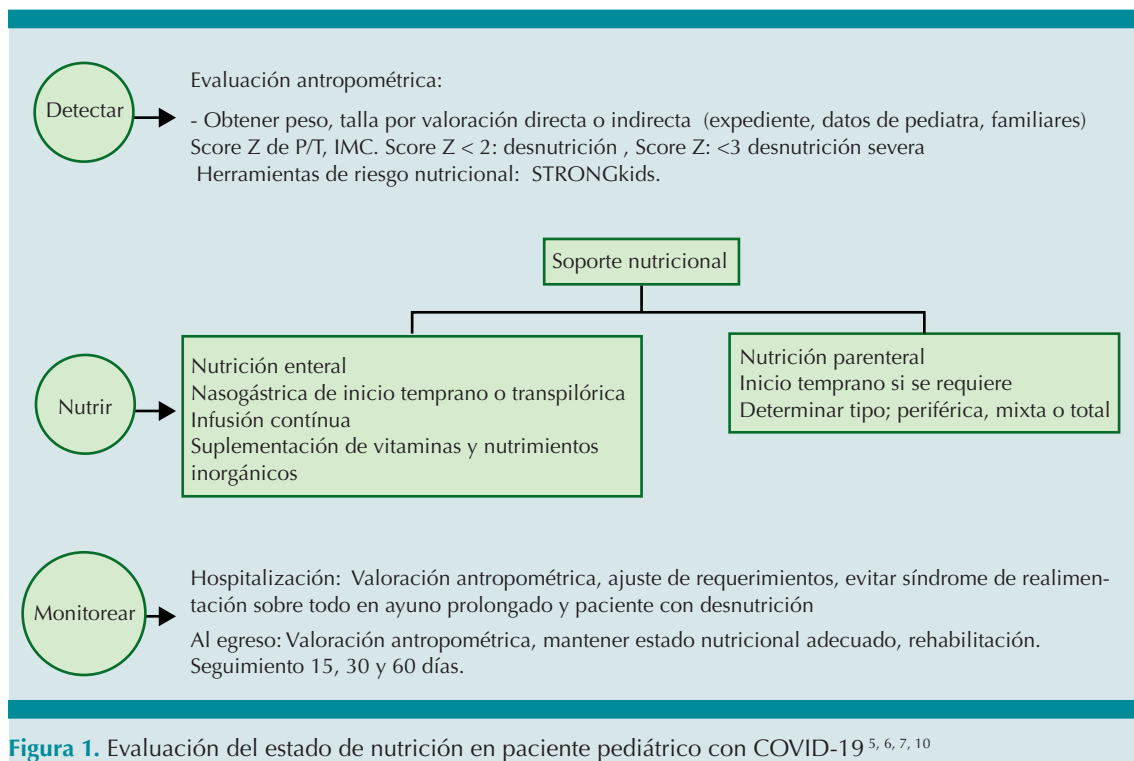 Detectar
Evaluación antropométrica:
- Obtener peso, talla por valoración directa o indirecta (expediente, datos de pediatra, familiares)
Score Z de P/T, IMC. Score Z < 2: desnutrición , Score Z: <3 desnutrición severa
Herramientas de riesgo nutricional: STRONGkids.
Soporte nutricional
Nutrir
Nutrición enteral
Nasogástrica de inicio temprano o transpilórica
Infusión contínua
Suplementación de vitaminas y nutrimientos
inorgánicos
Nutrición parenteral
Inicio temprano si se requiere
Determinar tipo; periférica, mixta o total
Monitorear
Hospitalización: Valoración antropométrica, ajuste de requerimientos, evitar síndrome de realimen-
tación sobre todo en ayuno prolongado y paciente con desnutrición
Al egreso: Valoración antropométrica, mantener estado nutricional adecuado, rehabilitación.
Seguimiento 15, 30 y 60 días.
Figura 1. Evaluación del estado de nutrición en paciente pediátrico con COVID-19 5, 6, 7, 10